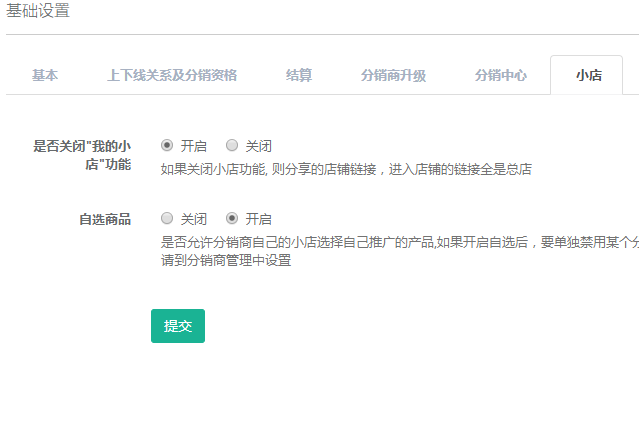 基础设置
基本 上下线关系及分销资格 结算 分销商升级 分销中心 小店
是否关闭"我的小
店"功能
开启 关闭
如果关闭小店功能, 则分享的店铺链接，进入店铺的链接全是总店
自选商品
关闭 开启
是否允许分销商自己的小店选择自己推广的产品,如果开启自选后，要单独禁用某个分
请到分销商管理中设置
提交